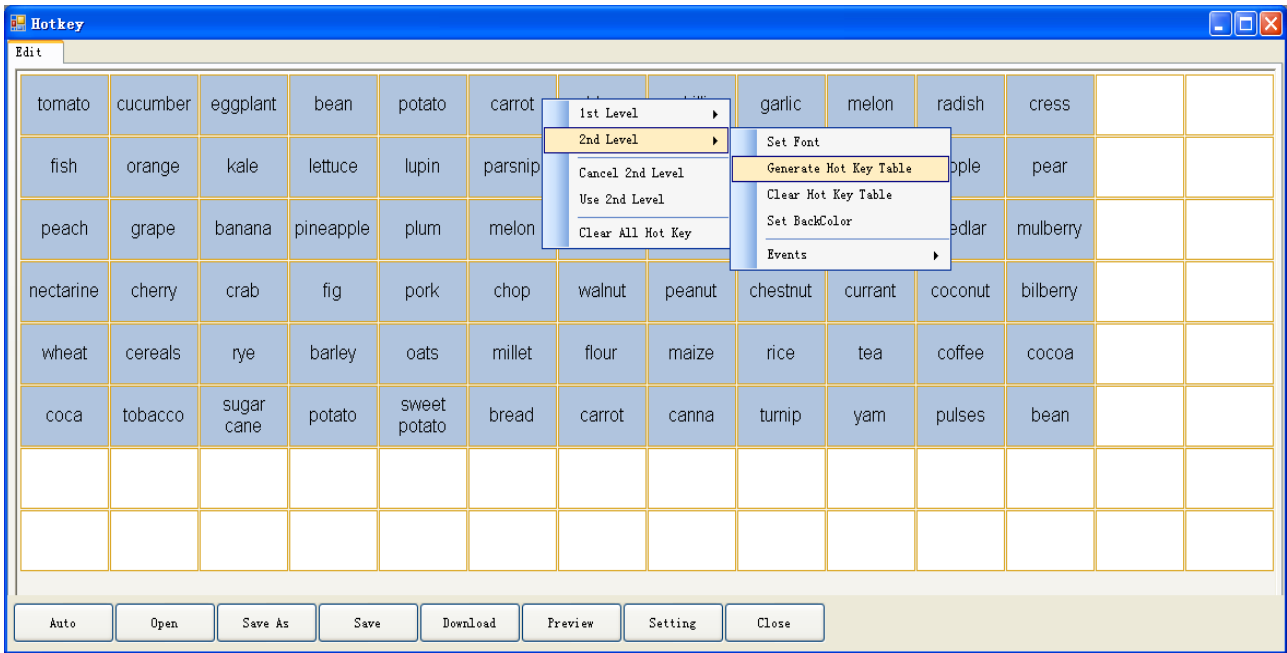 Hotkey
Edit
tomato cucumber eggplant bean potato carrot garlic melon radish cress
fish orange kale lettuce lupin parsnip pear
peach grape banana pineapple plum melon mulberry
nectarine cherry crab fig pork chop walnut peanut chestnut currant coconut bilberry
wheat cereals rye barley oats millet flour maize rice tea coffee cocoa
coca tobacco sugar cane potato sweet potato bread carrot canna turnip yam pulses bean
1st Level
2nd Level
Cancel 2nd Level
Use 2nd Level
Clear All Hot Key
Set Font
Generate Hot Key Table
Clear Hot Key Table
Set BackColor
Events
Auto Open Save As Save Download Preview Setting Close